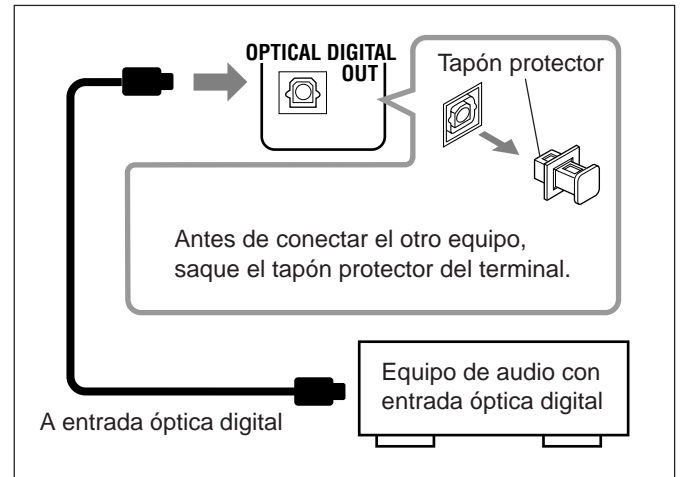 OPTICAL DIGITAL
OUT
Tapón protector
Antes de conectar el otro equipo,
saque el tapón protector del terminal.
Equipo de audio con
entrada óptica digital
A entrada óptica digital